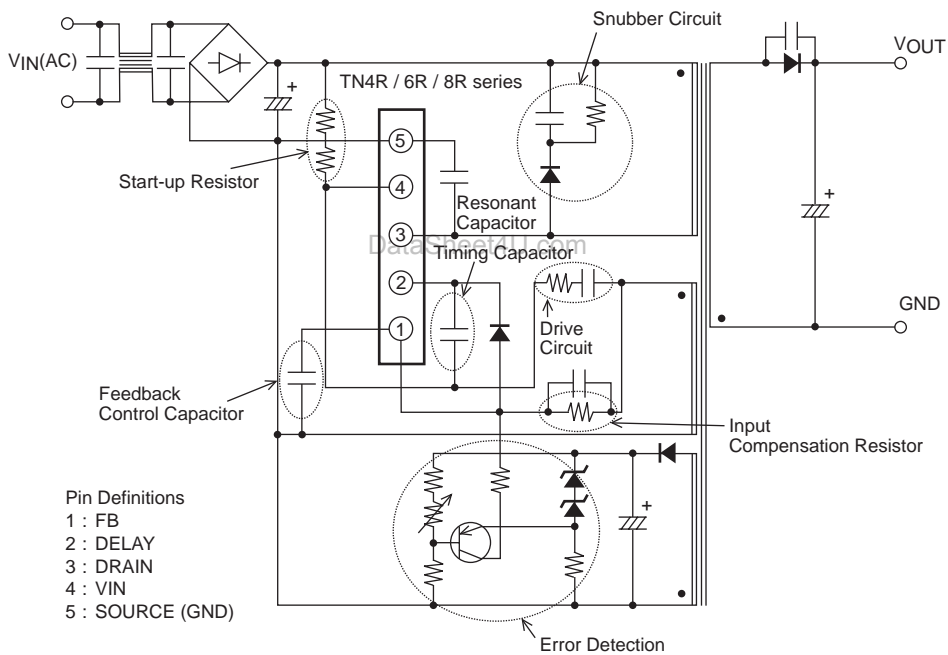 Snubber Circuit
VIN(AC)
VOUT
TN4R / 6R / 8R series
+
+
5
Start-up Resistor
4
Resonant
Capacitor
3
DataSheet4U.com
Timing Capacitor
2
GND
1
Drive
Circuit
Feedback
Control Capacitor
Input
Compensation Resistor
+
Pin Definitions
1 : FB
2 : DELAY
3 : DRAIN
4 : VIN
5 : SOURCE (GND)
Error Detection